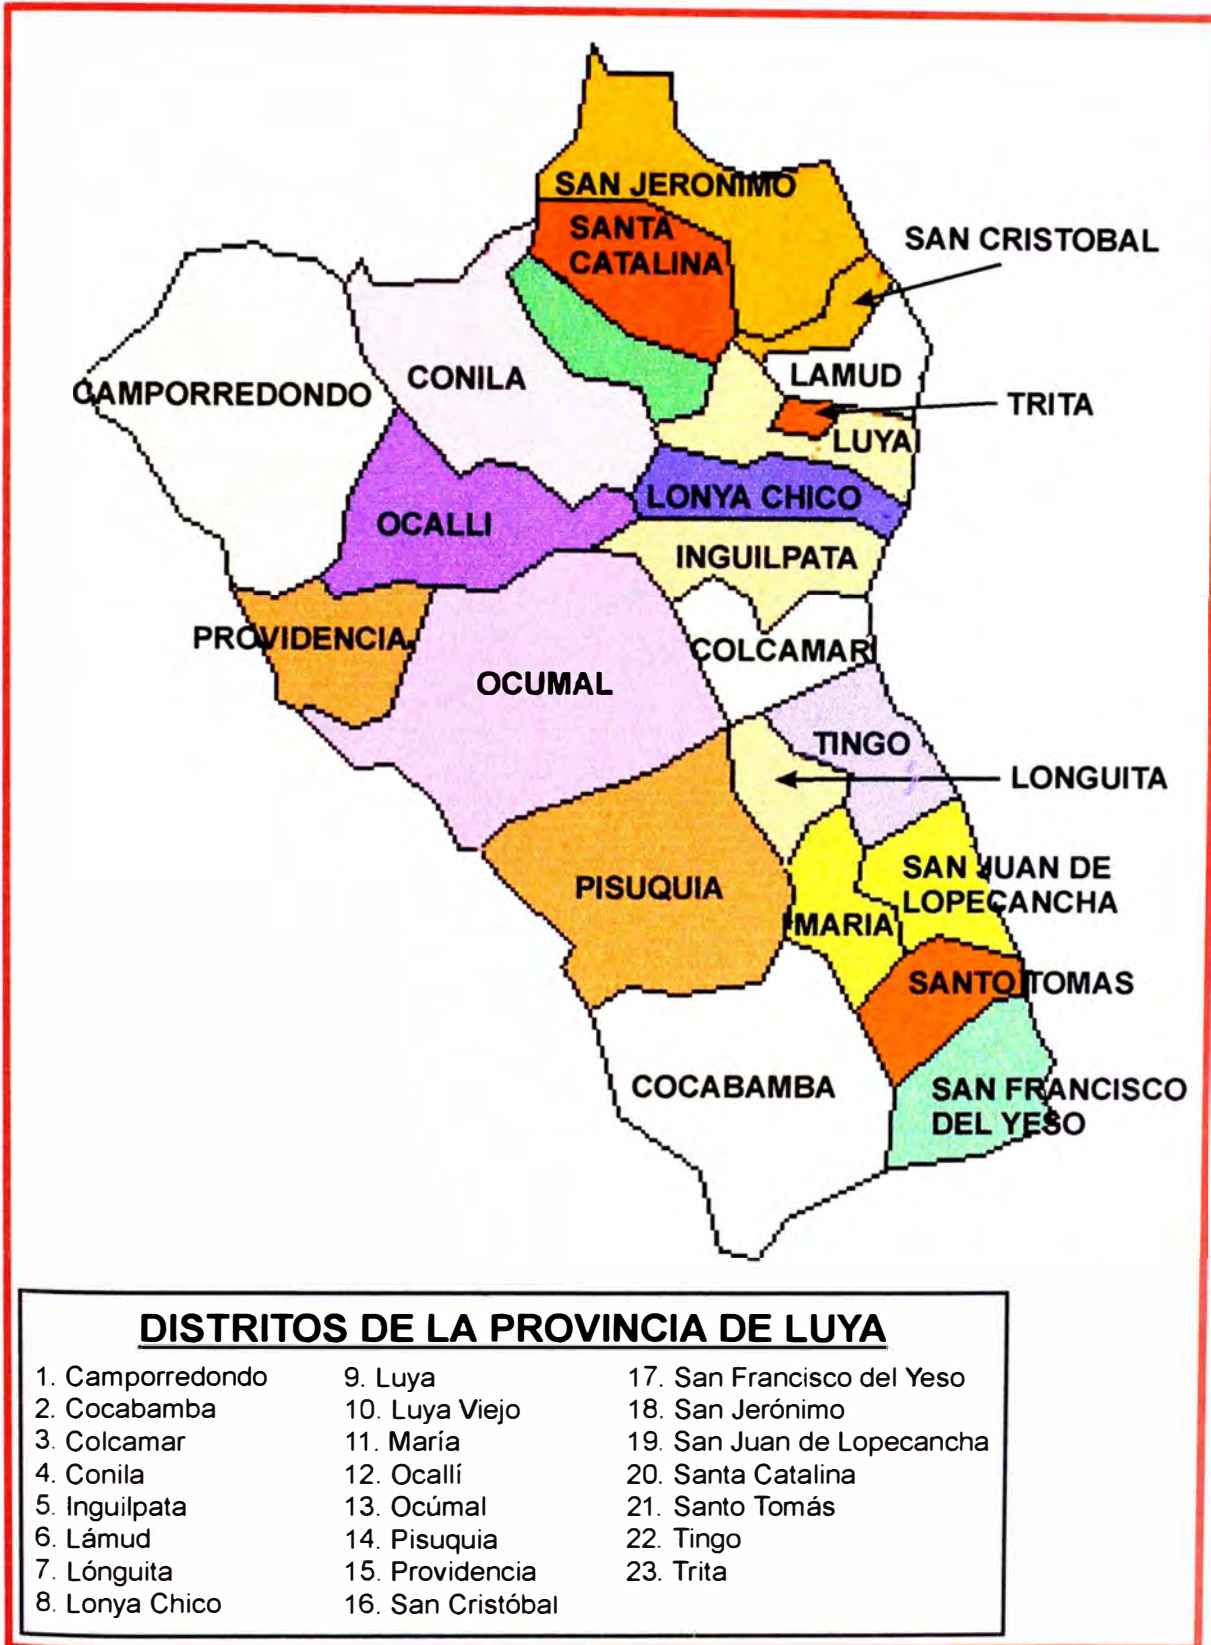 SAN JERONIMO
SANTA
CATALINA
SAN CRISTOBAL
CONILA
LAMUD
CAMPORREDONDO
TRITA
LUYA
LONYA CHICO
OCALLI
INGUILPATA
PROVIDENCIA
COLCAMAR
OCUMAL
TINGO
LONGUITA
SAN JUAN DE
LOPECANCHA
PISUQUIA
MARIA
SANTO TOMAS
COCABAMBA
SAN FRANCISCO
DEL YESO
DISTRITOS DE LA PROVINCIA DE LUYA
1. Camporredondo
2. Cocabamba
3. Colcamar
4. Conila
5. Inguilpata
6. Lámud
7. Lónguita
8. Lonya Chico
9. Luya
10. Luya Viejo
11. María
12. Ocallí
13. Ocúmal
14. Pisuquia
15. Providencia
16. San Cristóbal
17. San Francisco del Yeso
18. San Jerónimo
19. San Juan de Lopecancha
20. Santa Catalina
21. Santo Tomás
22. Tingo
23. Trita